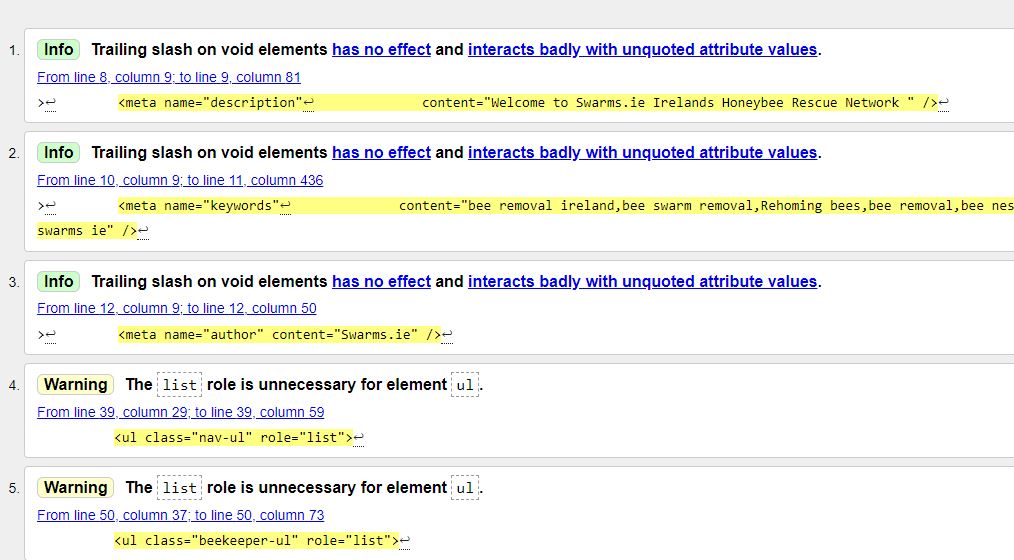 1. Info Trailing slash on void elements has no effect and interacts badly with unquoted attribute values.
From line 8, column 9; to line 9, column 81
>↩ <meta name="description"↩ content="Welcome to Swarms.ie Irelands Honeybee Rescue Network " />↩
2. Info Trailing slash on void elements has no effect and interacts badly with unquoted attribute values.
From line 10, column 9; to line 11, column 436
>↩ <meta name="keywords"↩ content="bee removal ireland,bee swarm removal,Rehoming bees,bee removal,bee nes
swarms ie" />↩
3. Info Trailing slash on void elements has no effect and interacts badly with unquoted attribute values.
From line 12, column 9; to line 12, column 50
>↩ <meta name="author" content="Swarms.ie" />↩
4. Warning The list role is unnecessary for element ul.
From line 39, column 29; to line 39, column 59
<ul class="nav-ul" role="list">↩
5. Warning The list role is unnecessary for element ul.
From line 50, column 37; to line 50, column 73
<ul class="beekeeper-ul" role="list">↩